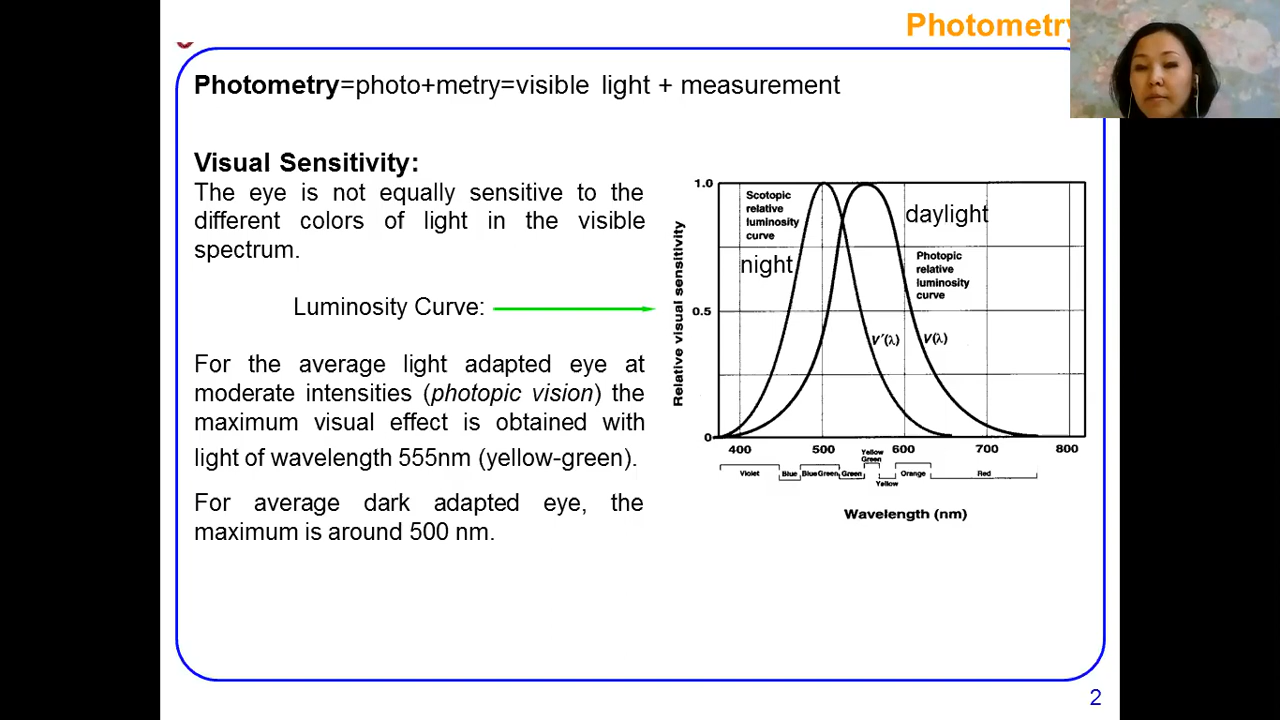 Photometry
Photometry=photo+metry=visible light + measurement
Visual Sensitivity:
The eye is not equally sensitive to the
different colors of light in the visible
spectrum.
Luminosity Curve:
For the average light adapted eye at
moderate intensities (photopic vision) the
maximum visual effect is obtained with
light of wavelength 555nm (yellow-green).
For average dark adapted eye, the
maximum is around 500 nm.
Relative visual sensitivity
1.0
0.5
0
Scotopic
relative
luminosity
curve
night
daylight
Photopic
relative
luminosity
curve
V'(λ)
V(λ)
400 500 600 700 800
Yellow
Green
Violet Blue Blue Green Green Orange Red
Yellow
Wavelength (nm)
2